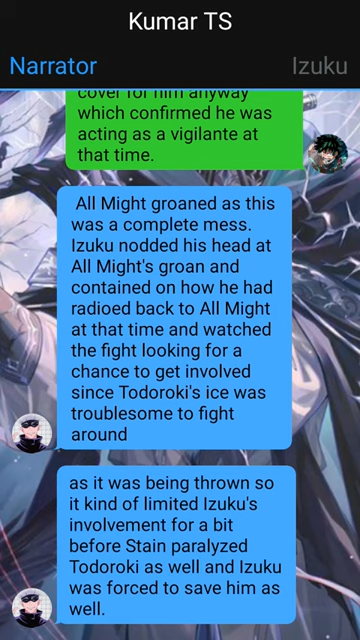 Kumar TS
Narrator
Izuku
cover for him anyway
which confirmed he was
acting as a vigilante at
that time.
All Might groaned as this
was a complete mess.
Izuku nodded his head at
All Might's groan and
contained on how he had
radioed back to All Might
at that time and watched
the fight looking for a
chance to get involved
since Todoroki's ice was
troublesome to fight
around
as it was being thrown so
it kind of limited Izuku's
involvement for a bit
before Stain paralyzed
Todoroki as well and Izuku
was forced to save him as
well.